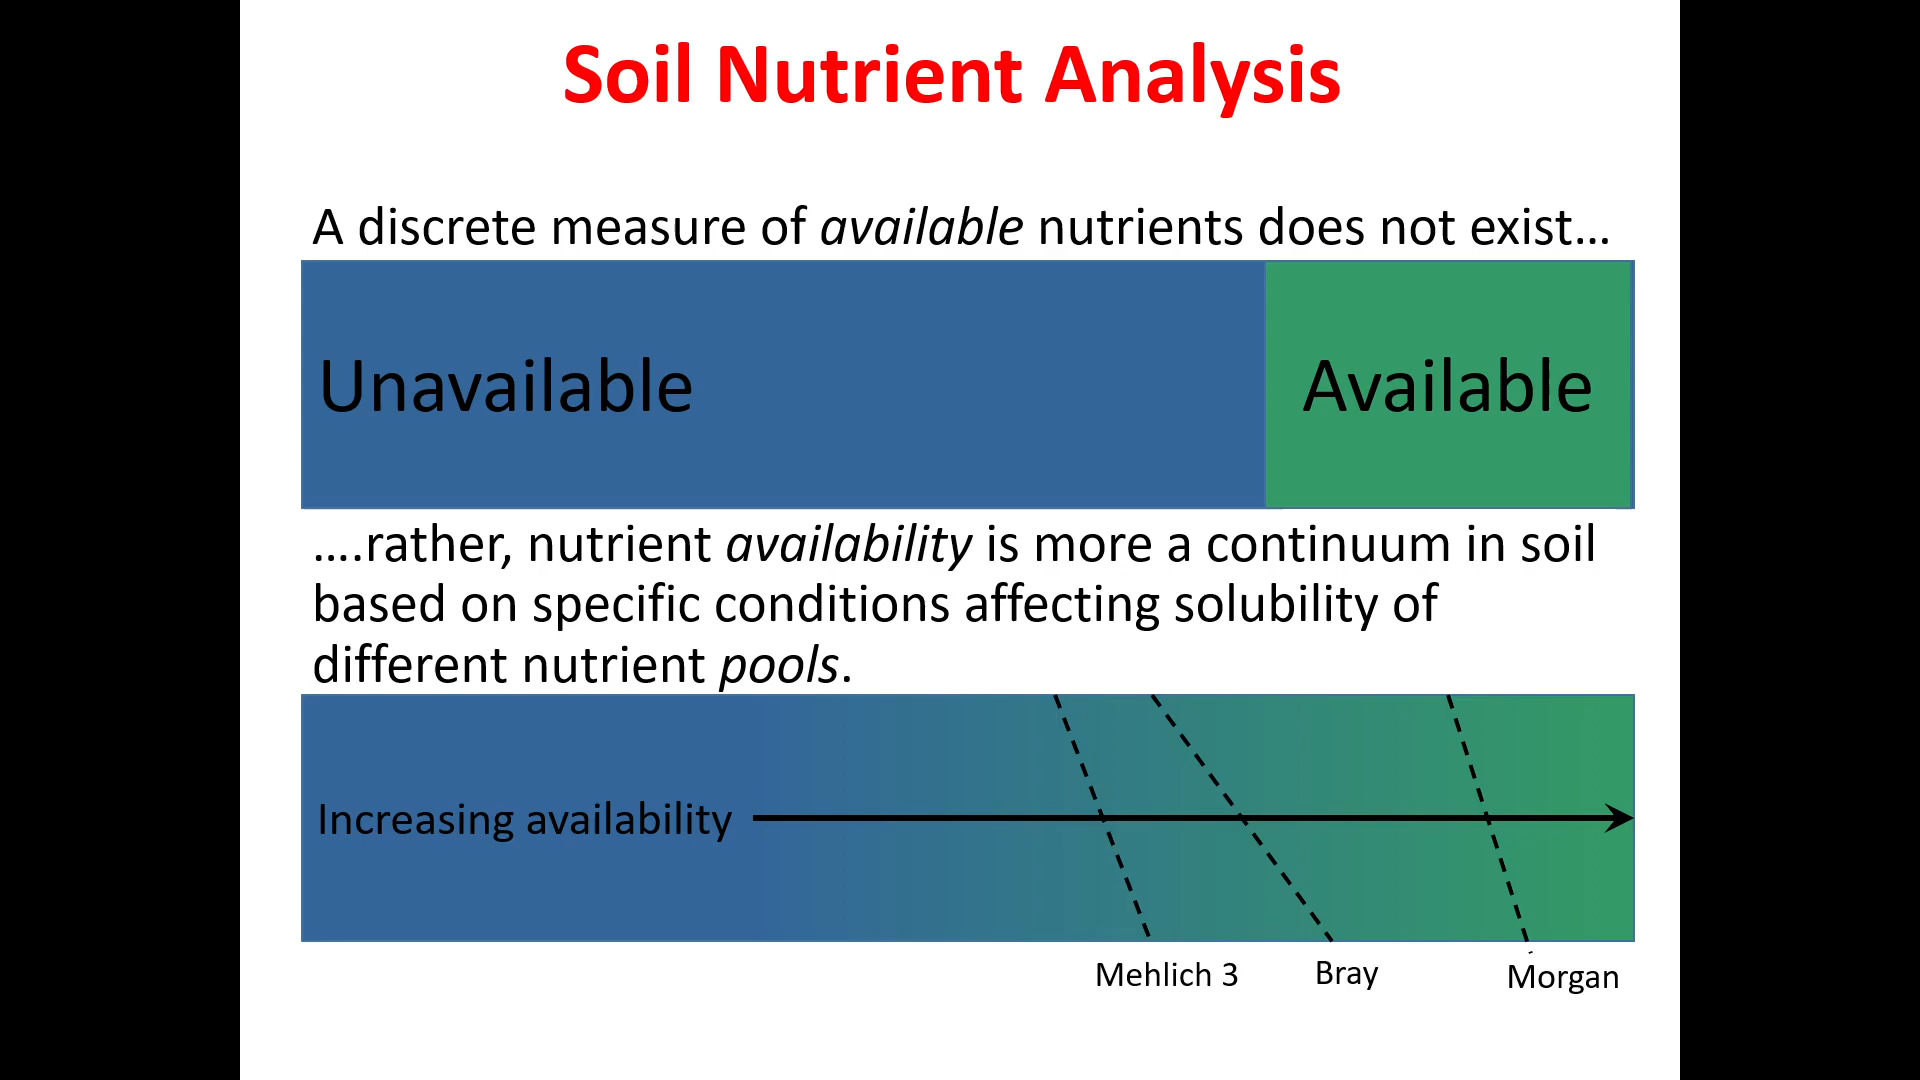 Soil Nutrient Analysis
A discrete measure of available nutrients does not exist…
Unavailable
Available
….rather, nutrient availability is more a continuum in soil
based on specific conditions affecting solubility of
different nutrient pools.
Increasing availability
Mehlich 3
Bray
Morgan